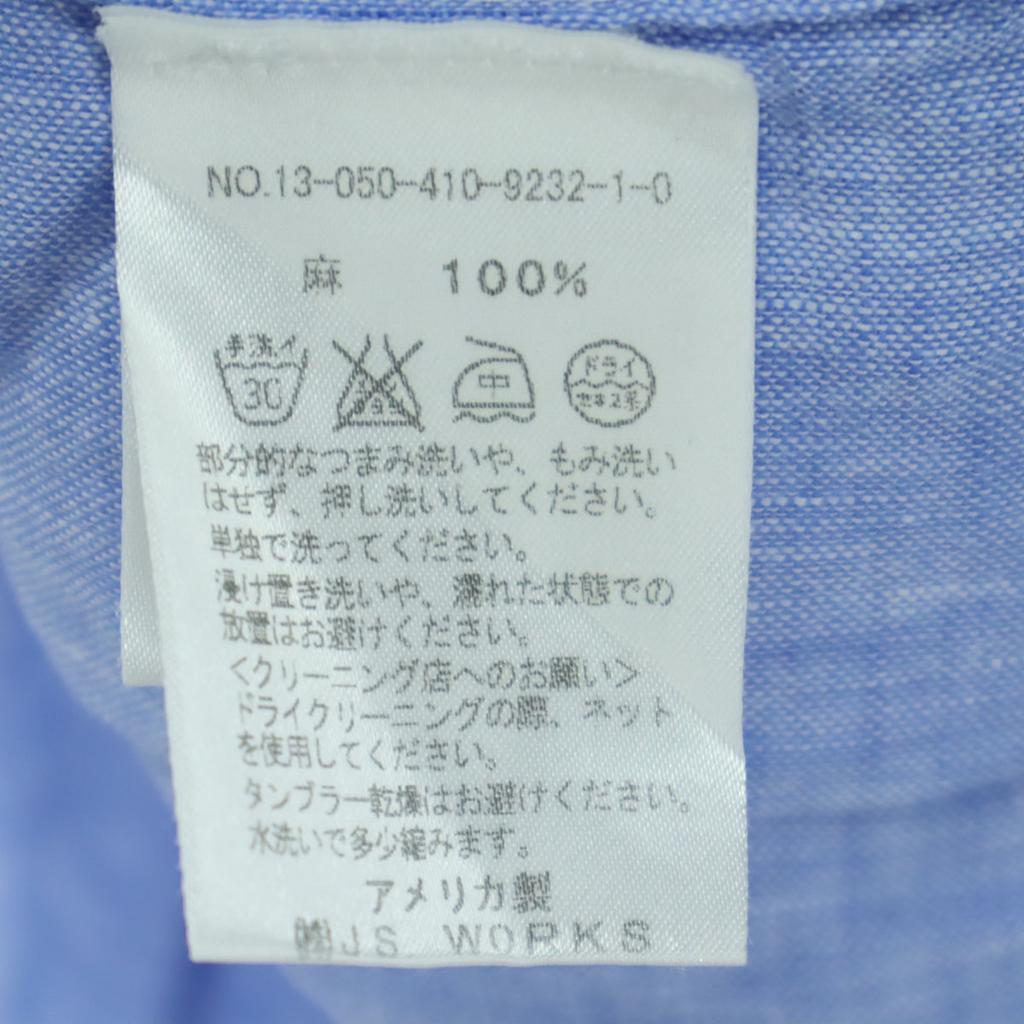 NO.13-050-410-9232-1-0
麻 100%
手洗イ 30 中 ドライ セキユ系
部分的なつまみ洗いや、もみ洗い
はせず、押し洗いしてください。
単独で洗ってください。
浸け置き洗いや、濡れた状態での
放置はお避けください。
<クリーニング店へのお願い>
ドライクリーニングの際、ネット
を使用してください。
タンブラー乾燥はお避けください。
水洗いで多少縮みます。
アメリカ製
㈱JS WORKS